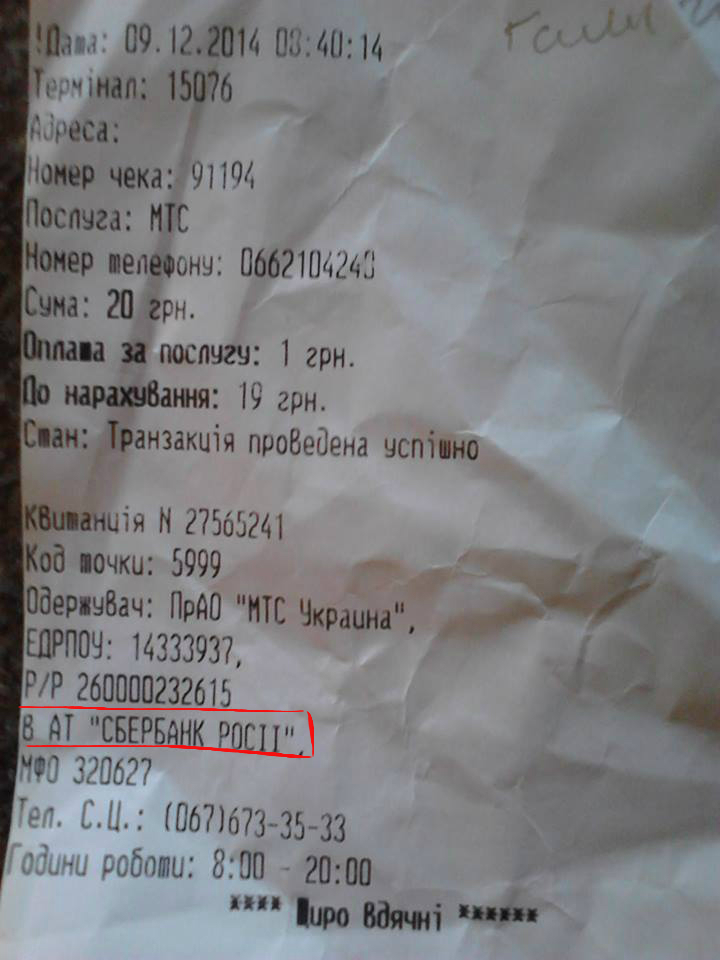 !Дата: 09.12.2014 08:40:14
Термінал: 15076
Адреса:
Номер чека: 91194
Послуга: МТС
Номер телефону: 0662104240
Сума: 20 грн.
Оплата за послугу: 1 грн.
До нарахування: 19 грн.
Стан: Транзакція проведена успішно
Квитанція N 27565241
Код точки: 5999
Одержувач: ПрАО "МТС Украина",
ЕДРПОУ: 14333937,
Р/Р 260000232615
В АТ "СБЕРБАНК РОСІІ",
МФО 320627
Тел. С.Ц.: (067)673-35-33
Години роботи: 8:00 - 20:00
**** Щиро вдячні ******